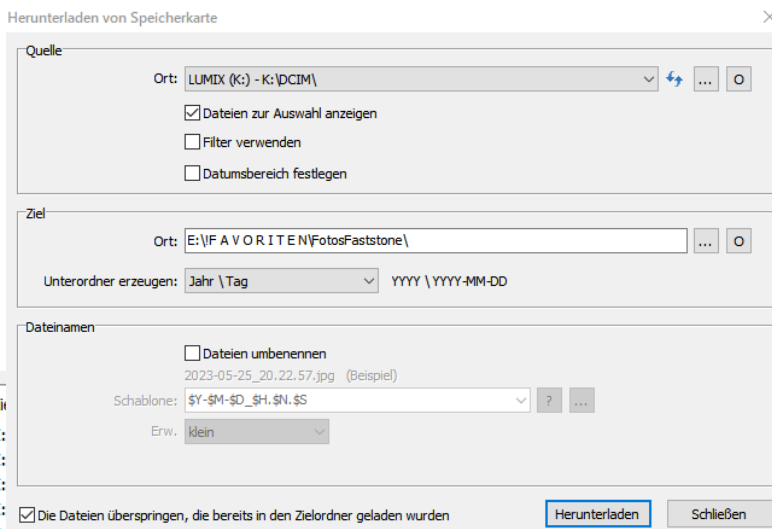 Herunterladen von Speicherkarte
Quelle
Ort: LUMIX (K:) - K:\DCIM\ ... O
Dateien zur Auswahl anzeigen
Filter verwenden
Datumsbereich festlegen
Ziel
Ort: E:\!F A V O R I T E N\FotosFaststone\ ... O
Unterordner erzeugen: Jahr \ Tag YYYY \ YYYY-MM-DD
Dateinamen
Dateien umbenennen
2023-05-25_20.22.57.jpg (Beispiel)
Schablone: $Y-$M-$D_$H.$N.$S ? ...
Erw. klein
Die Dateien überspringen, die bereits in den Zielordner geladen wurden Herunterladen Schließen